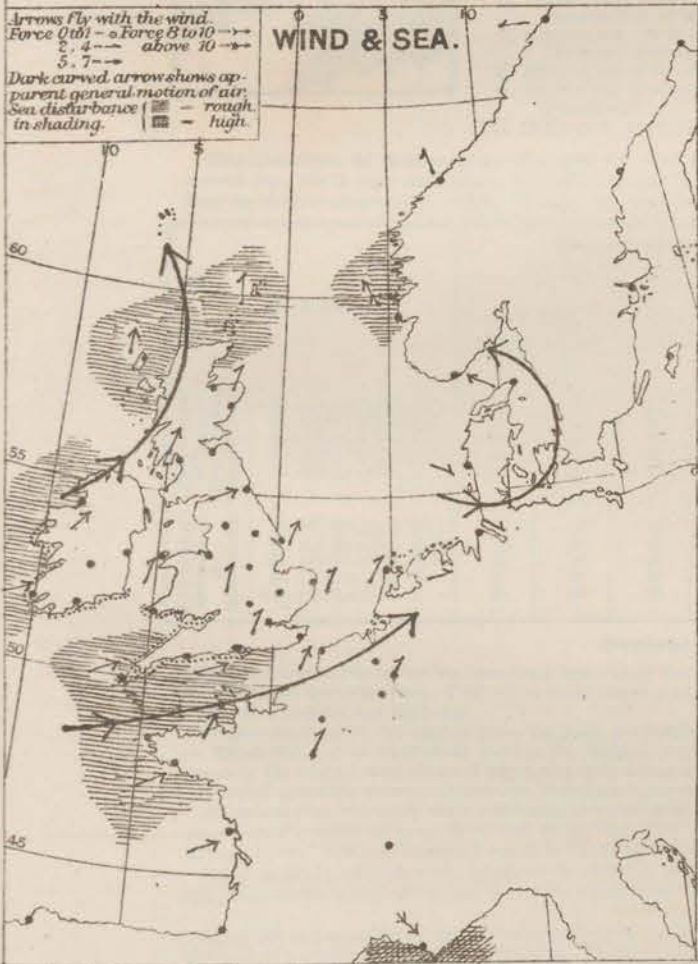 Arrows fly with the wind.
Force 0 to 1 - o Force 8 to 10
2, 4 - above 10
5, 7 -
Dark curved arrow shows ap-
parent general motion of air.
Sea disturbance - rough.
in shading. - high.
WIND & SEA.
10 5 0 5 10
60
55
50
45